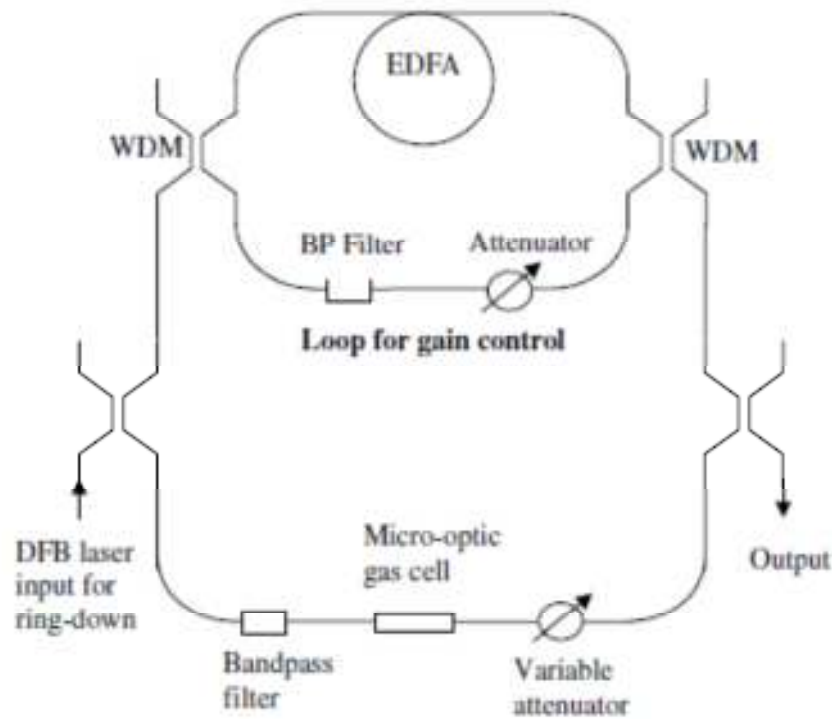 EDFA
WDM
WDM
BP Filter
Attenuator
Loop for gain control
DFB laser
input for
ring-down
Micro-optic
gas cell
Output
Bandpass
filter
Variable
attenuator